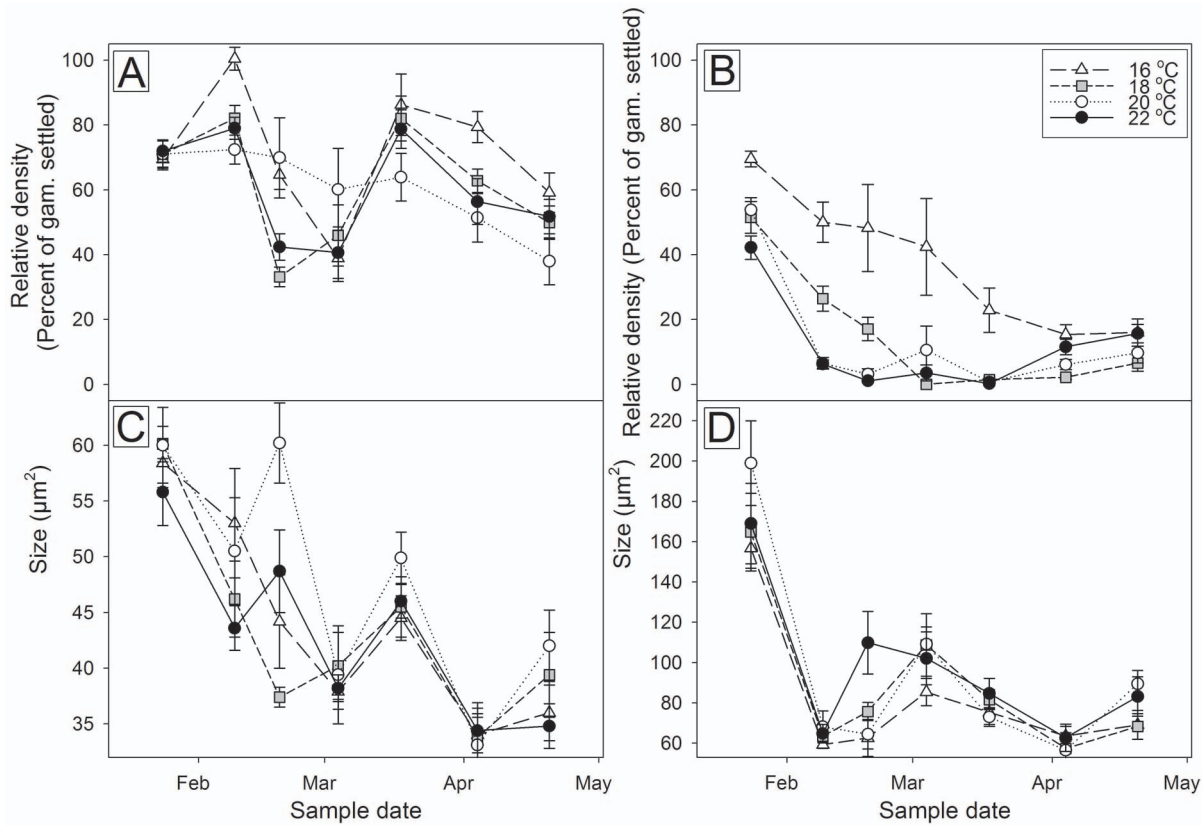 A
Relative density
(Percent of gam. settled)
100
80
60
40
20
0
B
Relative density (Percent of gam. settled)
100
80
60
40
20
0
16 °C
18 °C
20 °C
22 °C
C
Size (µm²)
60
55
50
45
40
35
Feb
Mar
Apr
May
Sample date
D
Size (µm²)
220
200
180
160
140
120
100
80
60
Feb
Mar
Apr
May
Sample date